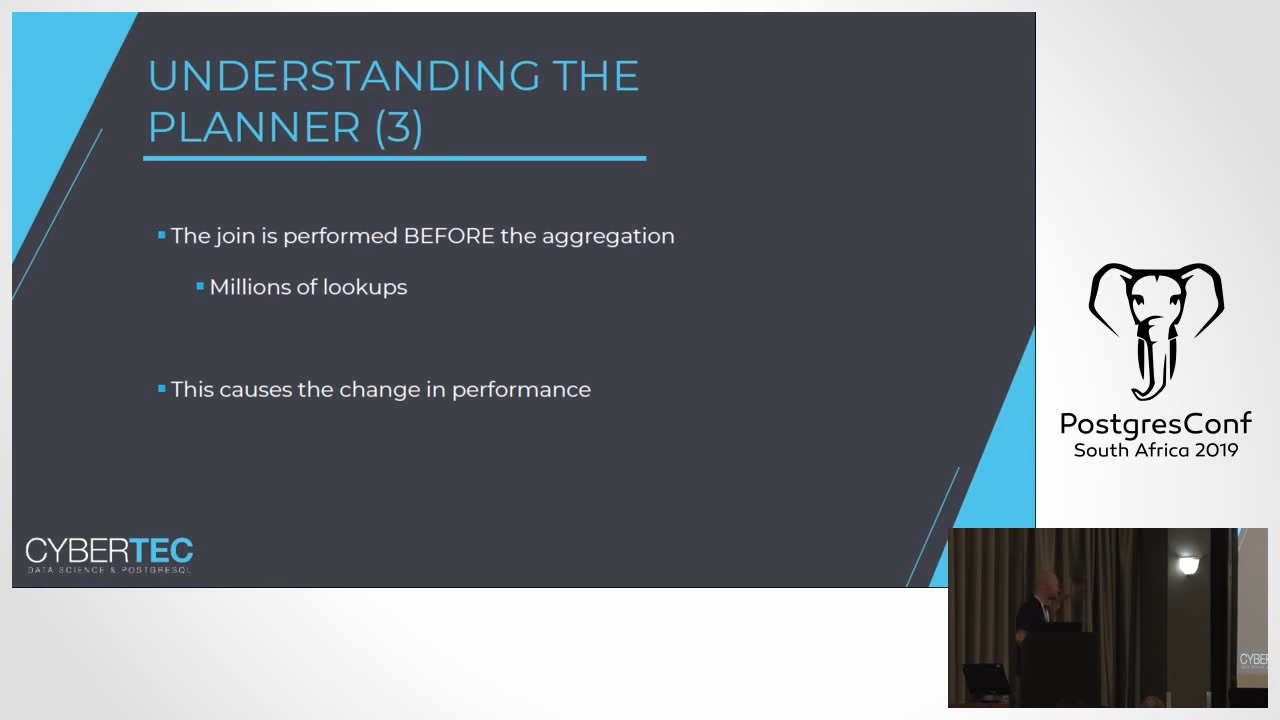 UNDERSTANDING THE
PLANNER (3)
The join is performed BEFORE the aggregation
Millions of lookups
This causes the change in performance
CYBERTEC
DATA SCIENCE & POSTGRESQL
PostgresConf
South Africa 2019
CYBE